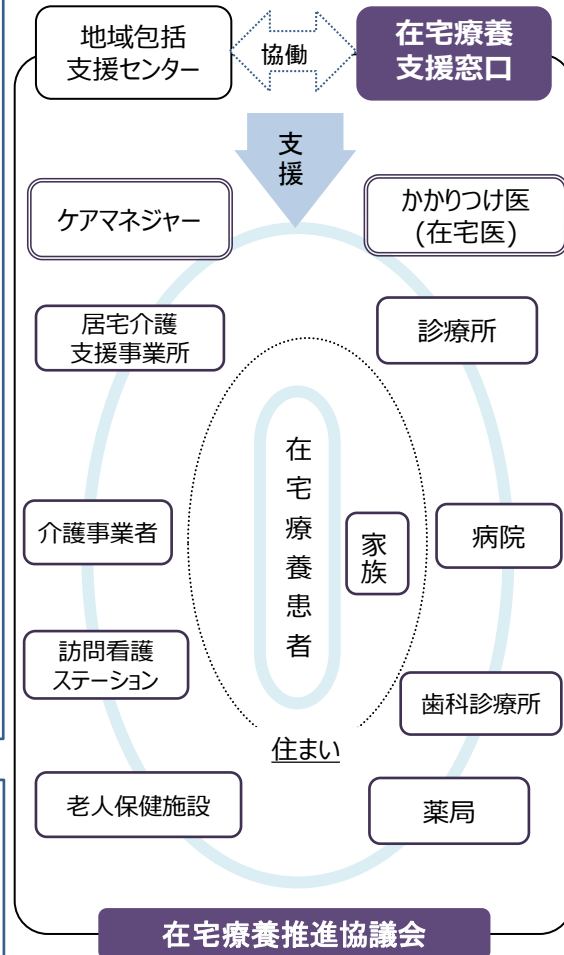 地域包括
支援センター
協働
在宅療養
支援窓口
支援
ケアマネジャー
かかりつけ医
(在宅医)
居宅介護
支援事業所
診療所
在宅療養患者
家族
介護事業者
病院
訪問看護
ステーション
歯科診療所
住まい
老人保健施設
薬局
在宅療養推進協議会